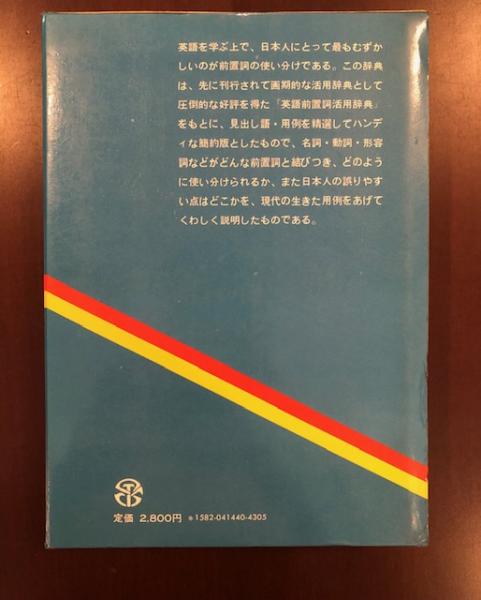 英語を学ぶ上で、日本人にとって最もむずか
しいのが前置詞の使い分けである。この辞典
は、先に刊行されて画期的な活用辞典として
圧倒的な好評を得た「英語前置詞活用辞典」
をもとに、見出し語・用例を精選してハンデ
ィな簡約版としたもので、名詞・動詞・形容
詞などがどんな前置詞と結びつき、どのよう
に使い分けられるか、また日本人の誤りやす
い点はどこかを、現代の生きた用例をあげて
くわしく説明したものである。
定価 2,800円 ※1582-041440-4305